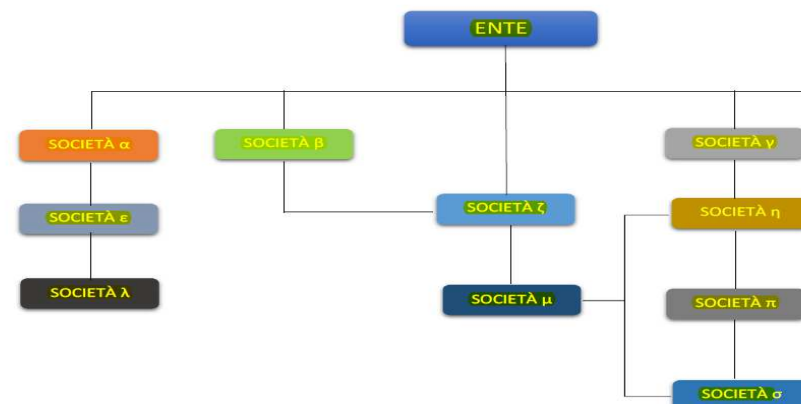 ENTE
SOCIETÀ α
SOCIETÀ β
SOCIETÀ γ
SOCIETÀ ε
SOCIETÀ ζ
SOCIETÀ η
SOCIETÀ λ
SOCIETÀ μ
SOCIETÀ π
SOCIETÀ σ